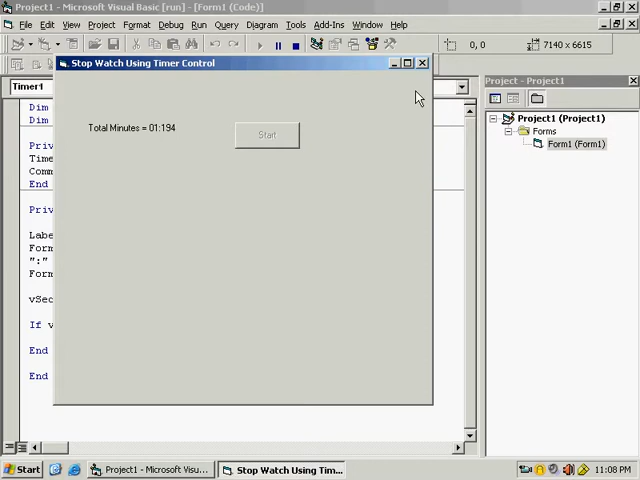 Project1 - Microsoft Visual Basic [run] - [Form1 (Code)]
File Edit View Project Format Debug Run Query Diagram Tools Add-Ins Window Help
0, 0 7140 x 6615
Stop Watch Using Timer Control
Project - Project1
Timer1
Dim
Dim
Project1 (Project1)
Total Minutes = 01:194
Start
Forms
Form1 (Form1)
Priv
Time
Comm
End
Priv
Labe
Form
":"
Form
vSec
If v
End
End
Start
Project1 - Microsoft Visu...
Stop Watch Using Tim...
11:08 PM